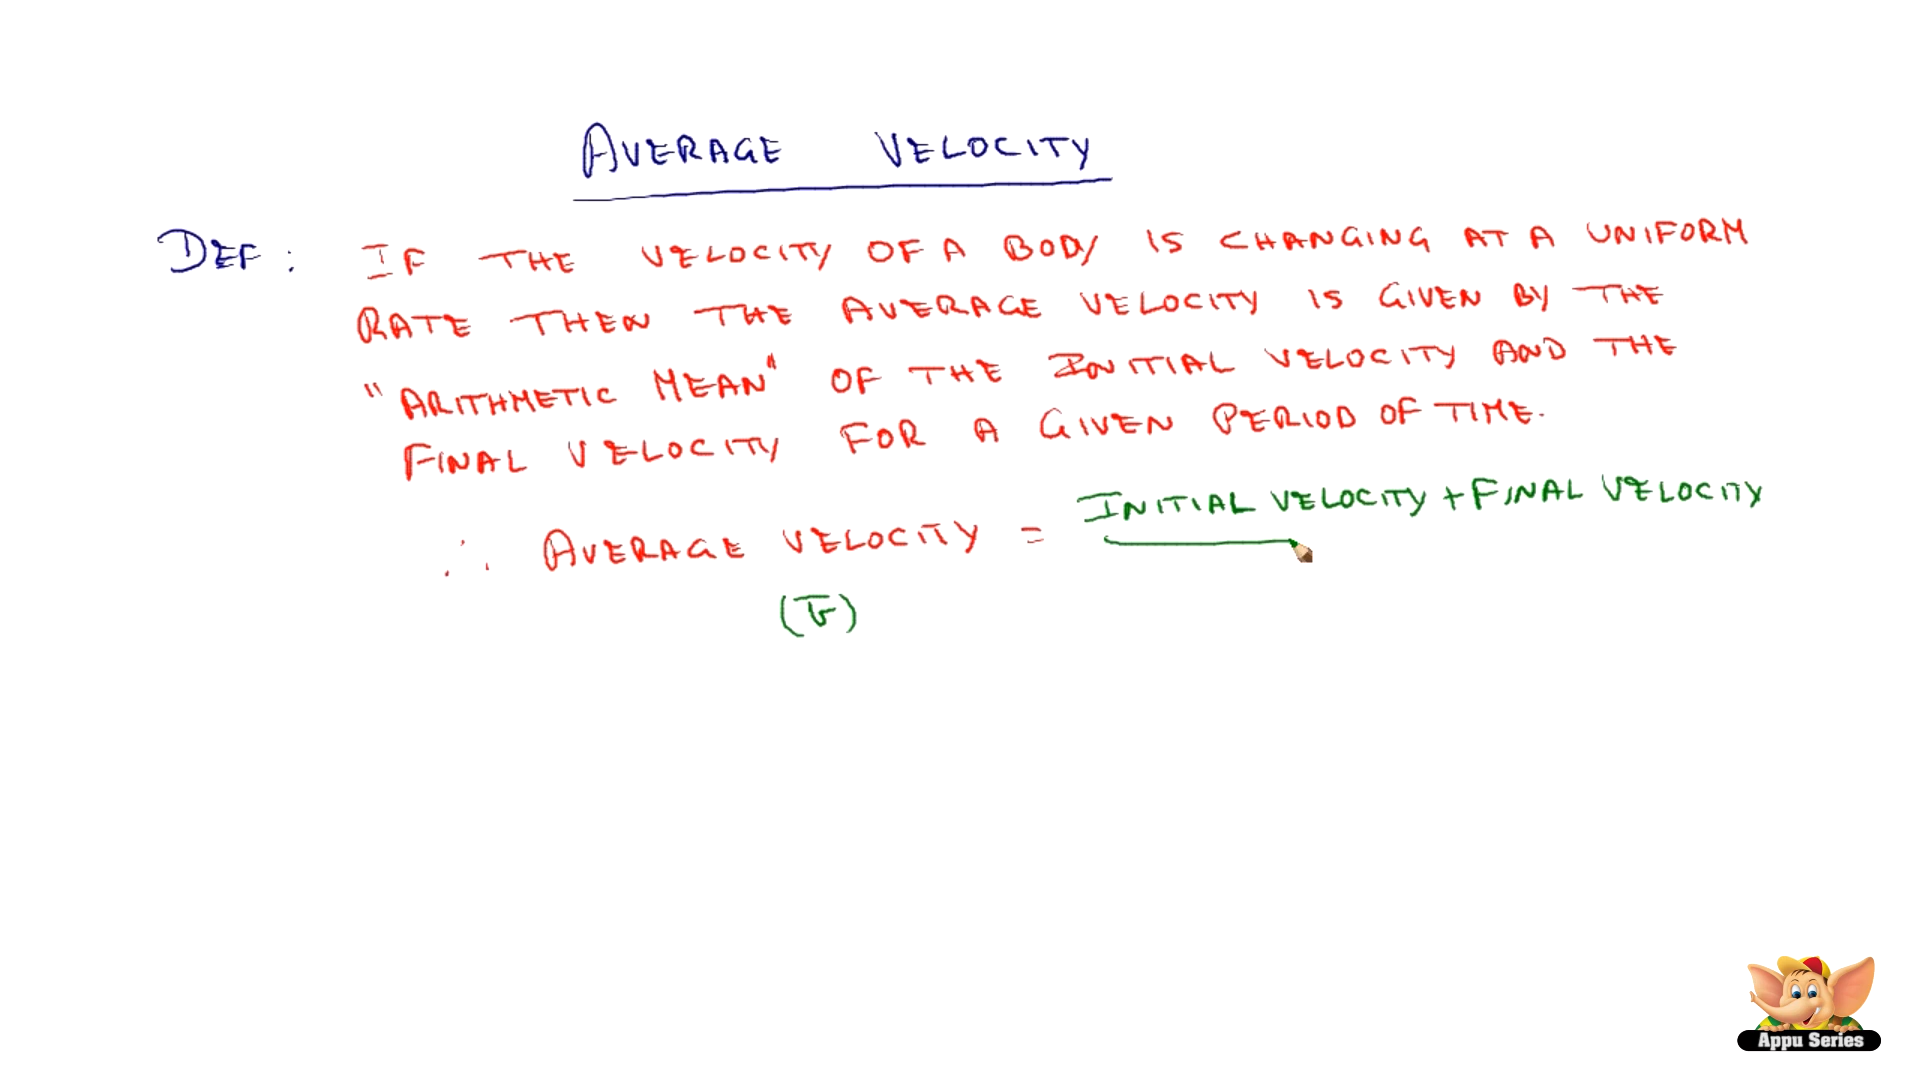 AVERAGE VELOCITY
DEF: IF THE VELOCITY OF A BODY IS CHANGING AT A UNIFORM
RATE THEN THE AVERAGE VELOCITY IS GIVEN BY THE
"ARITHMETIC MEAN" OF THE INITIAL VELOCITY AND THE
FINAL VELOCITY FOR A GIVEN PERIOD OF TIME.
INITIAL VELOCITY + FINAL VELOCITY
∴ AVERAGE VELOCITY =
(v̅)
Appu Series